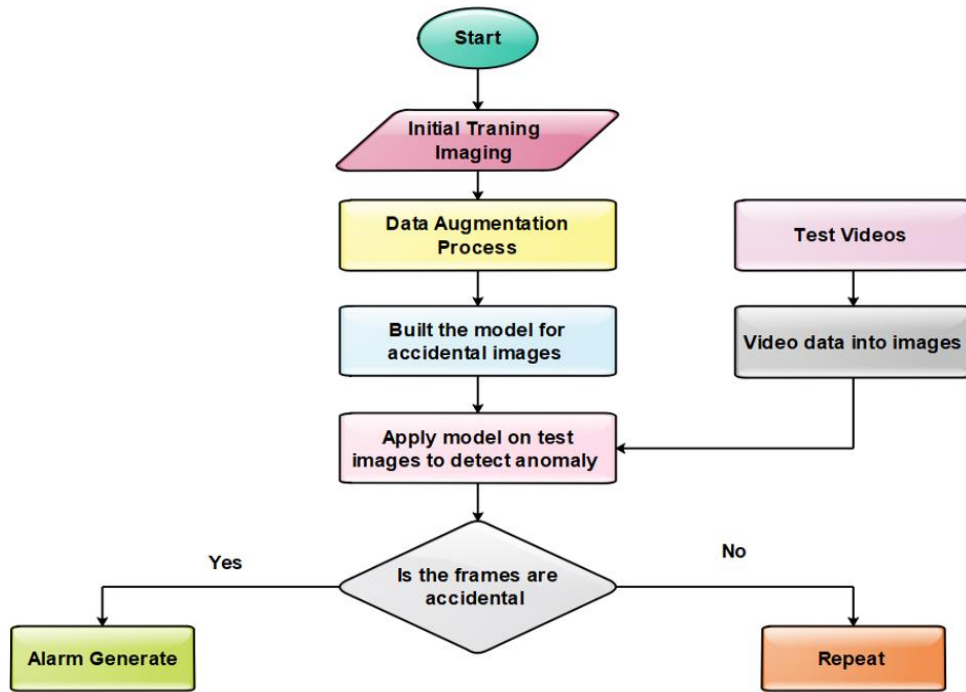 Start
Initial Traning
Imaging
Data Augmentation
Process
Test Videos
Built the model for
accidental images
Video data into images
Apply model on test
images to detect anomaly
Yes
No
Is the frames are
accidental
Alarm Generate
Repeat